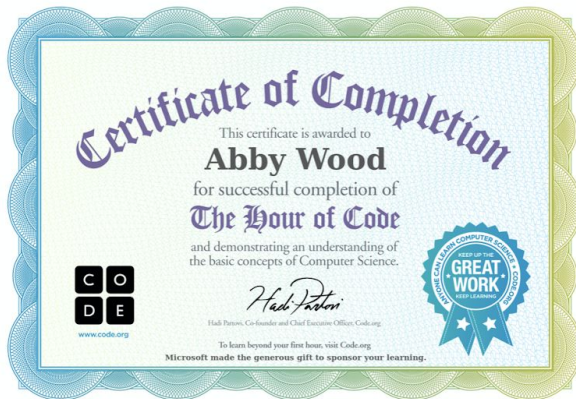 Certificate of Completion
This certificate is awarded to
Abby Wood
for successful completion of
The Hour of Code
and demonstrating an understanding of
the basic concepts of Computer Science.
C O
D E
www.code.org
Hadi Partovi
Hadi Partovi, Co-founder and Chief Executive Officer, Code.org
To learn beyond your first hour, visit Code.org
Microsoft made the generous gift to sponsor your learning.
ANYONE CAN LEARN COMPUTER SCIENCE • CODE.ORG •
KEEP UP THE
GREAT
WORK
KEEP LEARNING